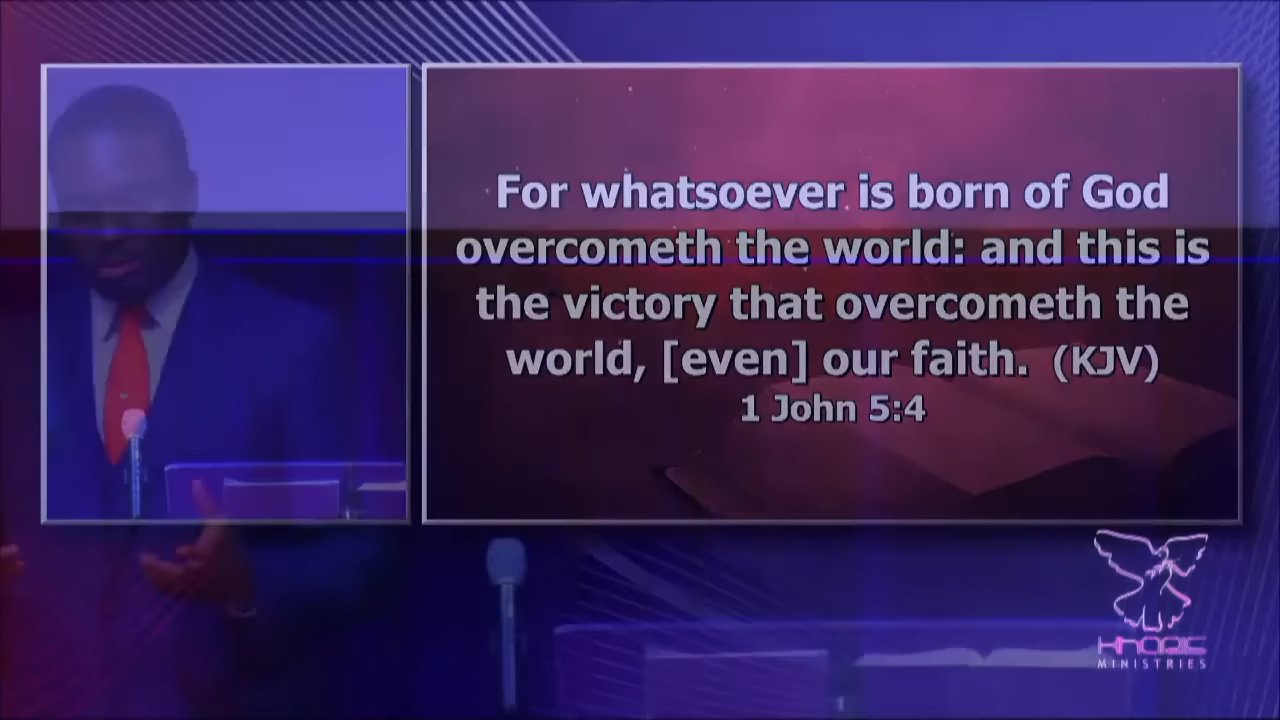 For whatsoever is born of God
overcometh the world: and this is
the victory that overcometh the
world, [even] our faith. (KJV)
1 John 5:4
KHARIS
MINISTRIES